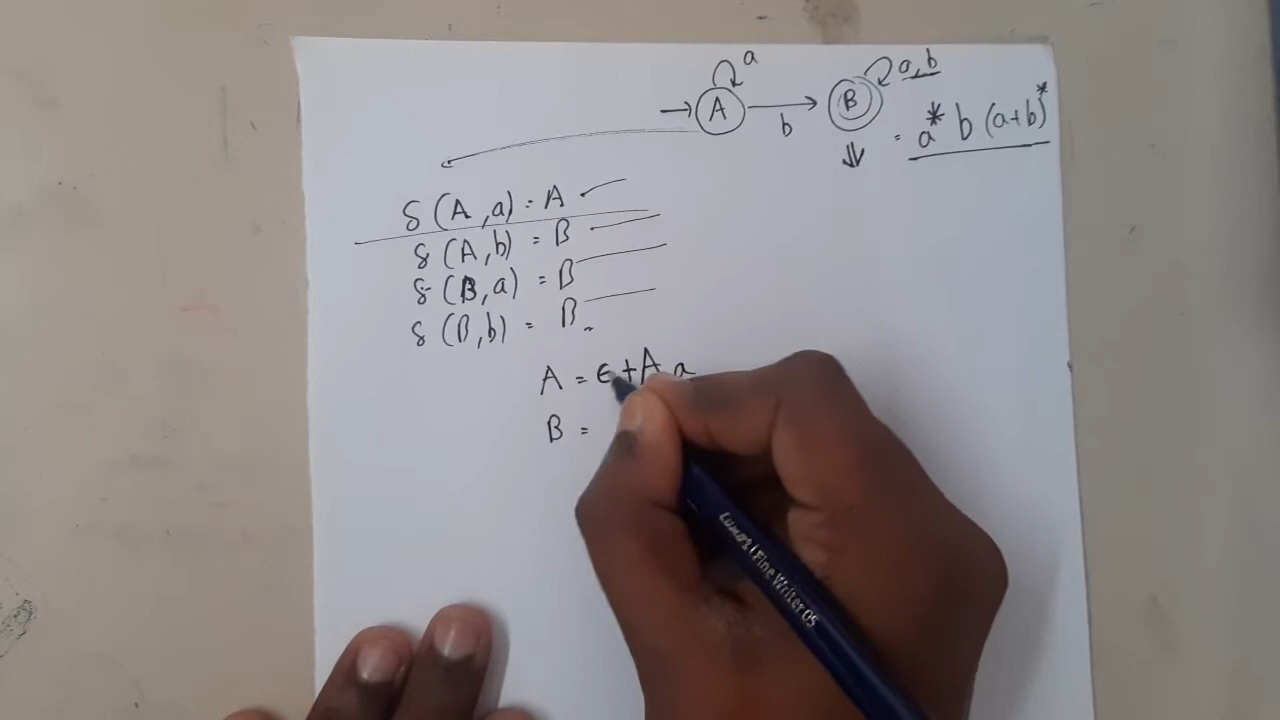 a
A
b
B
a, b
= a* b (a+b)*
δ (A, a) = A
δ (A, b) = B
δ (B, a) = B
δ (B, b) = B
A = ε + A a
B =
Luxor | Fine Writer 05